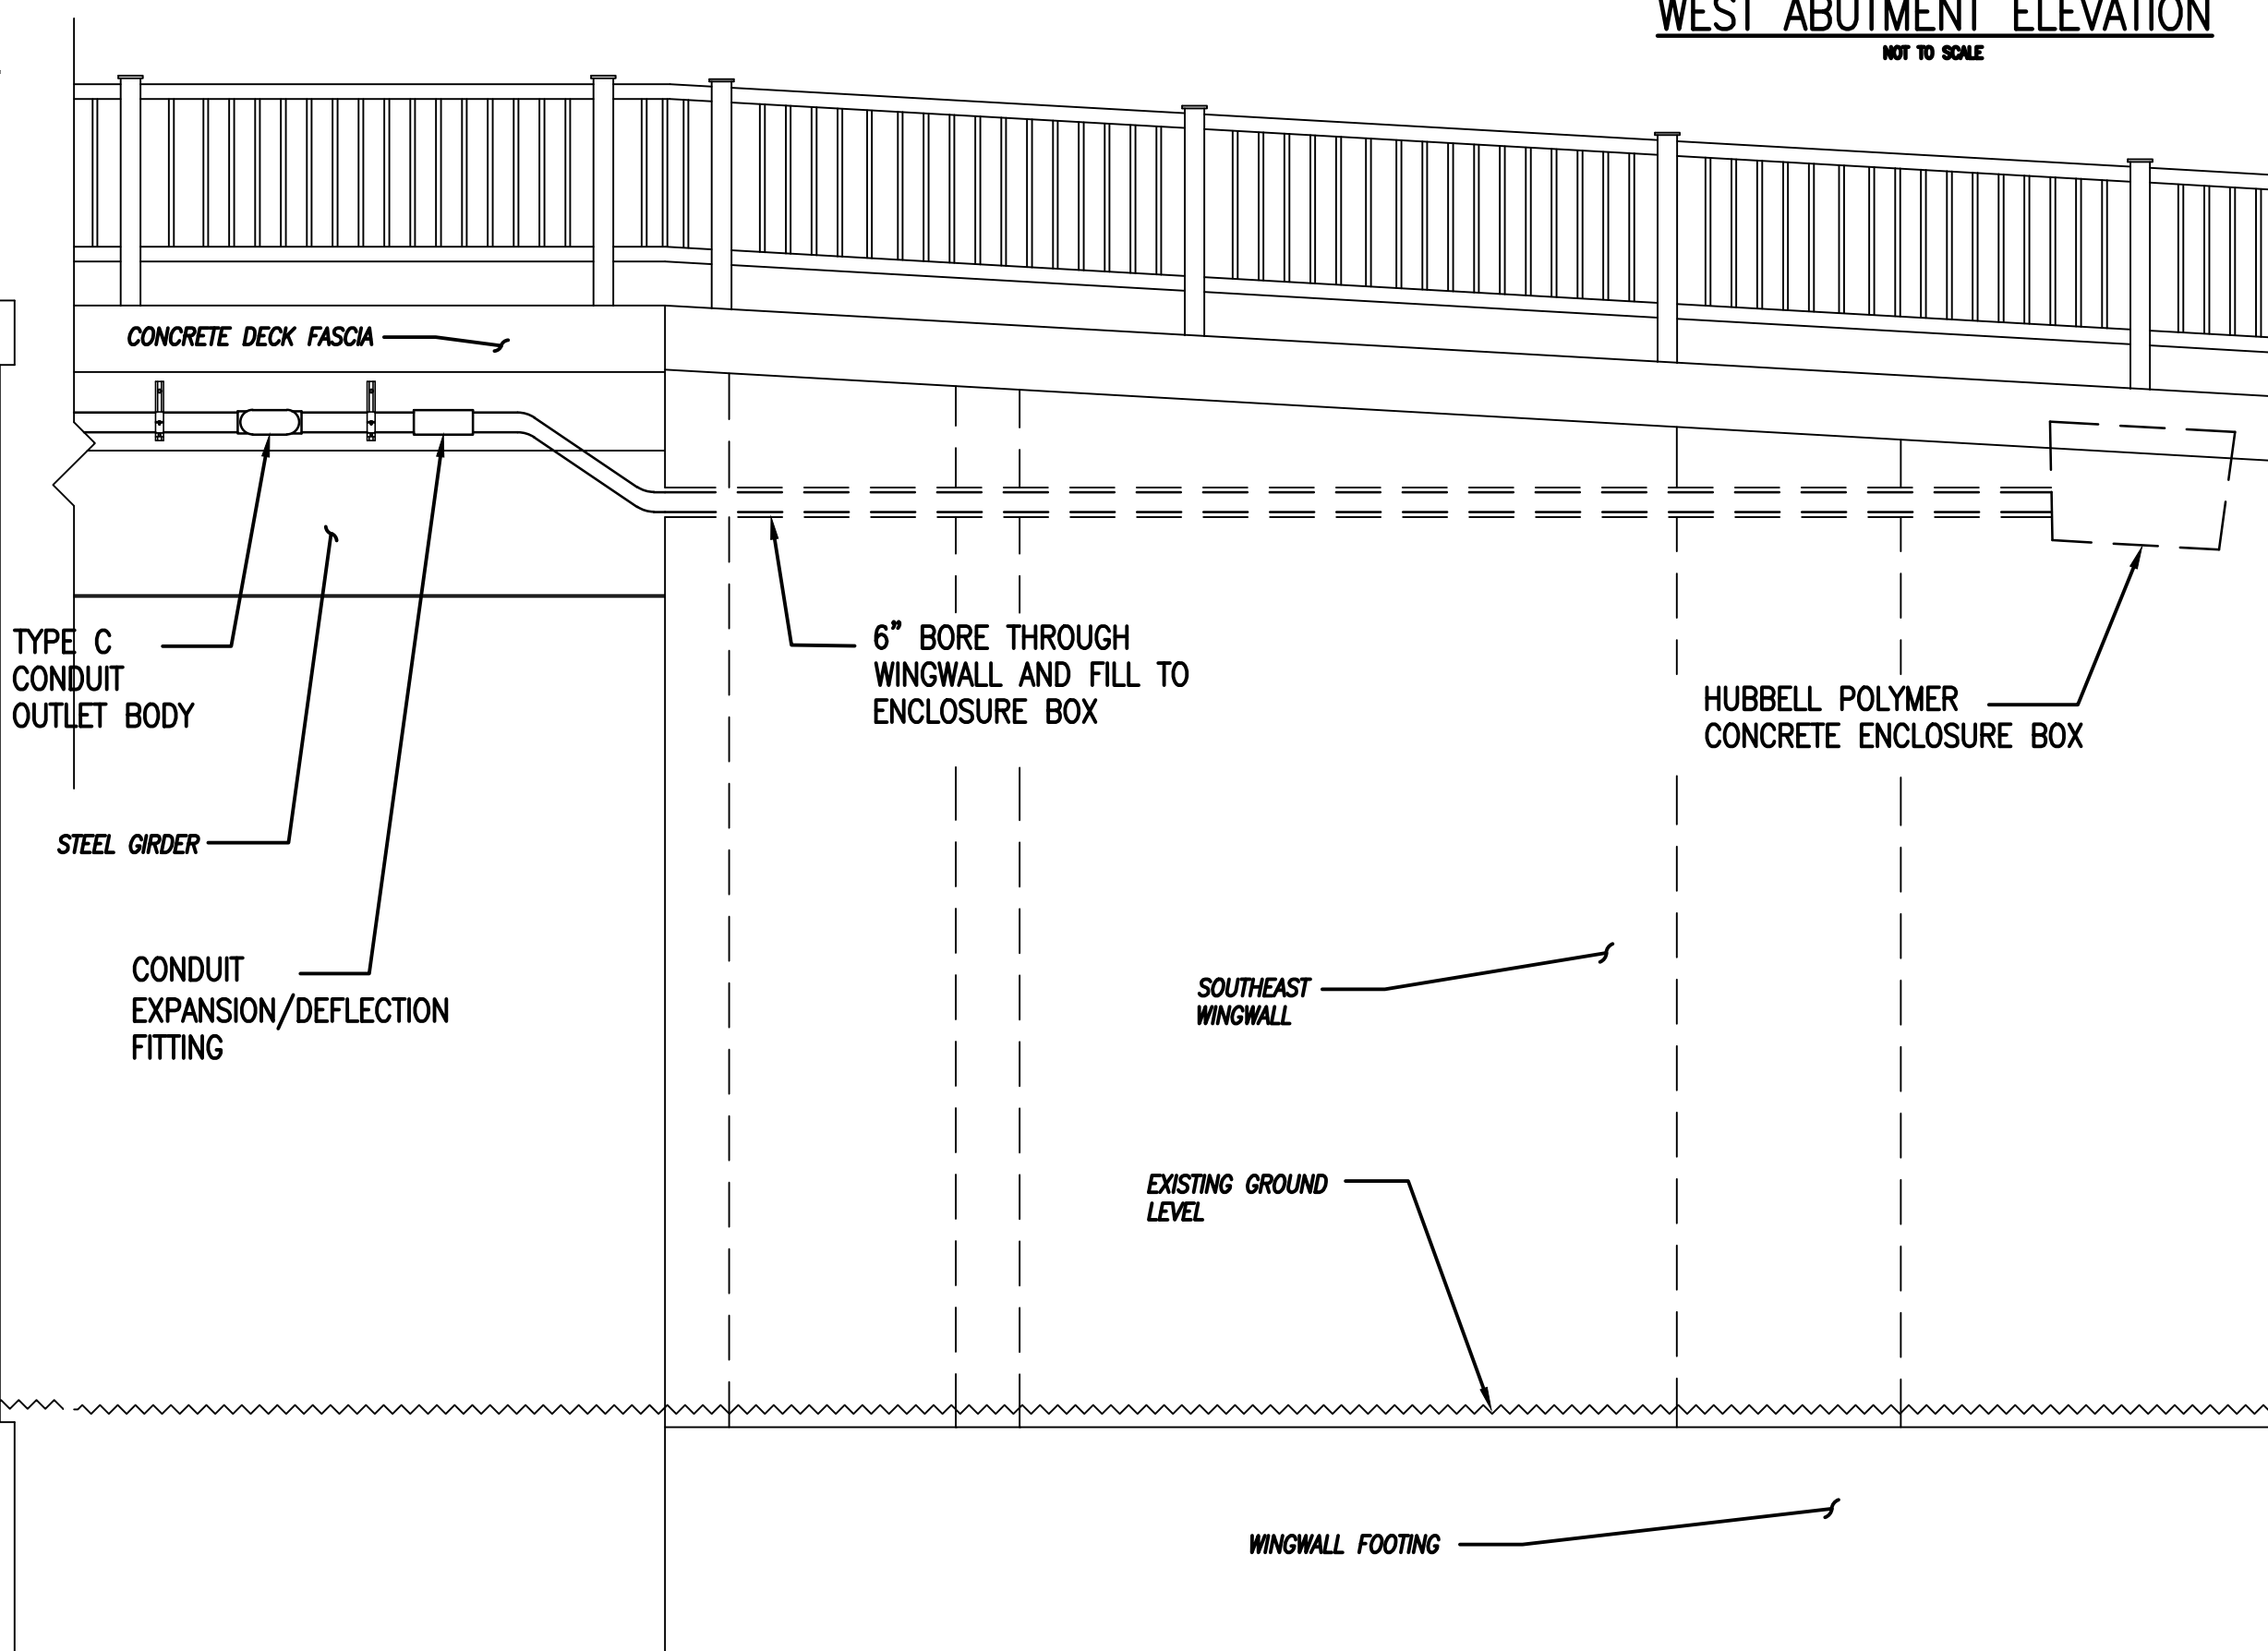 WEST ABUTMENT ELEVATION
NOT TO SCALE
CONCRETE DECK FASCIA
TYPE C
CONDUIT
OUTLET BODY
6" BORE THROUGH
WINGWALL AND FILL TO
ENCLOSURE BOX
HUBBELL POLYMER
CONCRETE ENCLOSURE BOX
STEEL GIRDER
CONDUIT
EXPANSION/DEFLECTION
FITTING
SOUTHEAST
WINGWALL
EXISTING GROUND
LEVEL
WINGWALL FOOTING